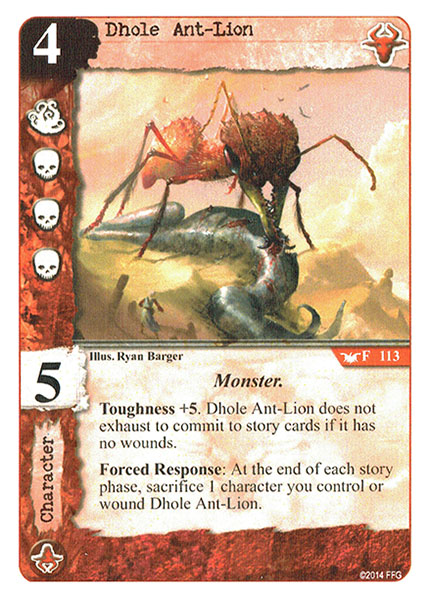 4
Dhole Ant-Lion
Illus. Ryan Barger
F 113
5
Monster.
Toughness +5. Dhole Ant-Lion does not
exhaust to commit to story cards if it has
no wounds.
Forced Response: At the end of each story
phase, sacrifice 1 character you control or
wound Dhole Ant-Lion.
Character
©2014 FFG